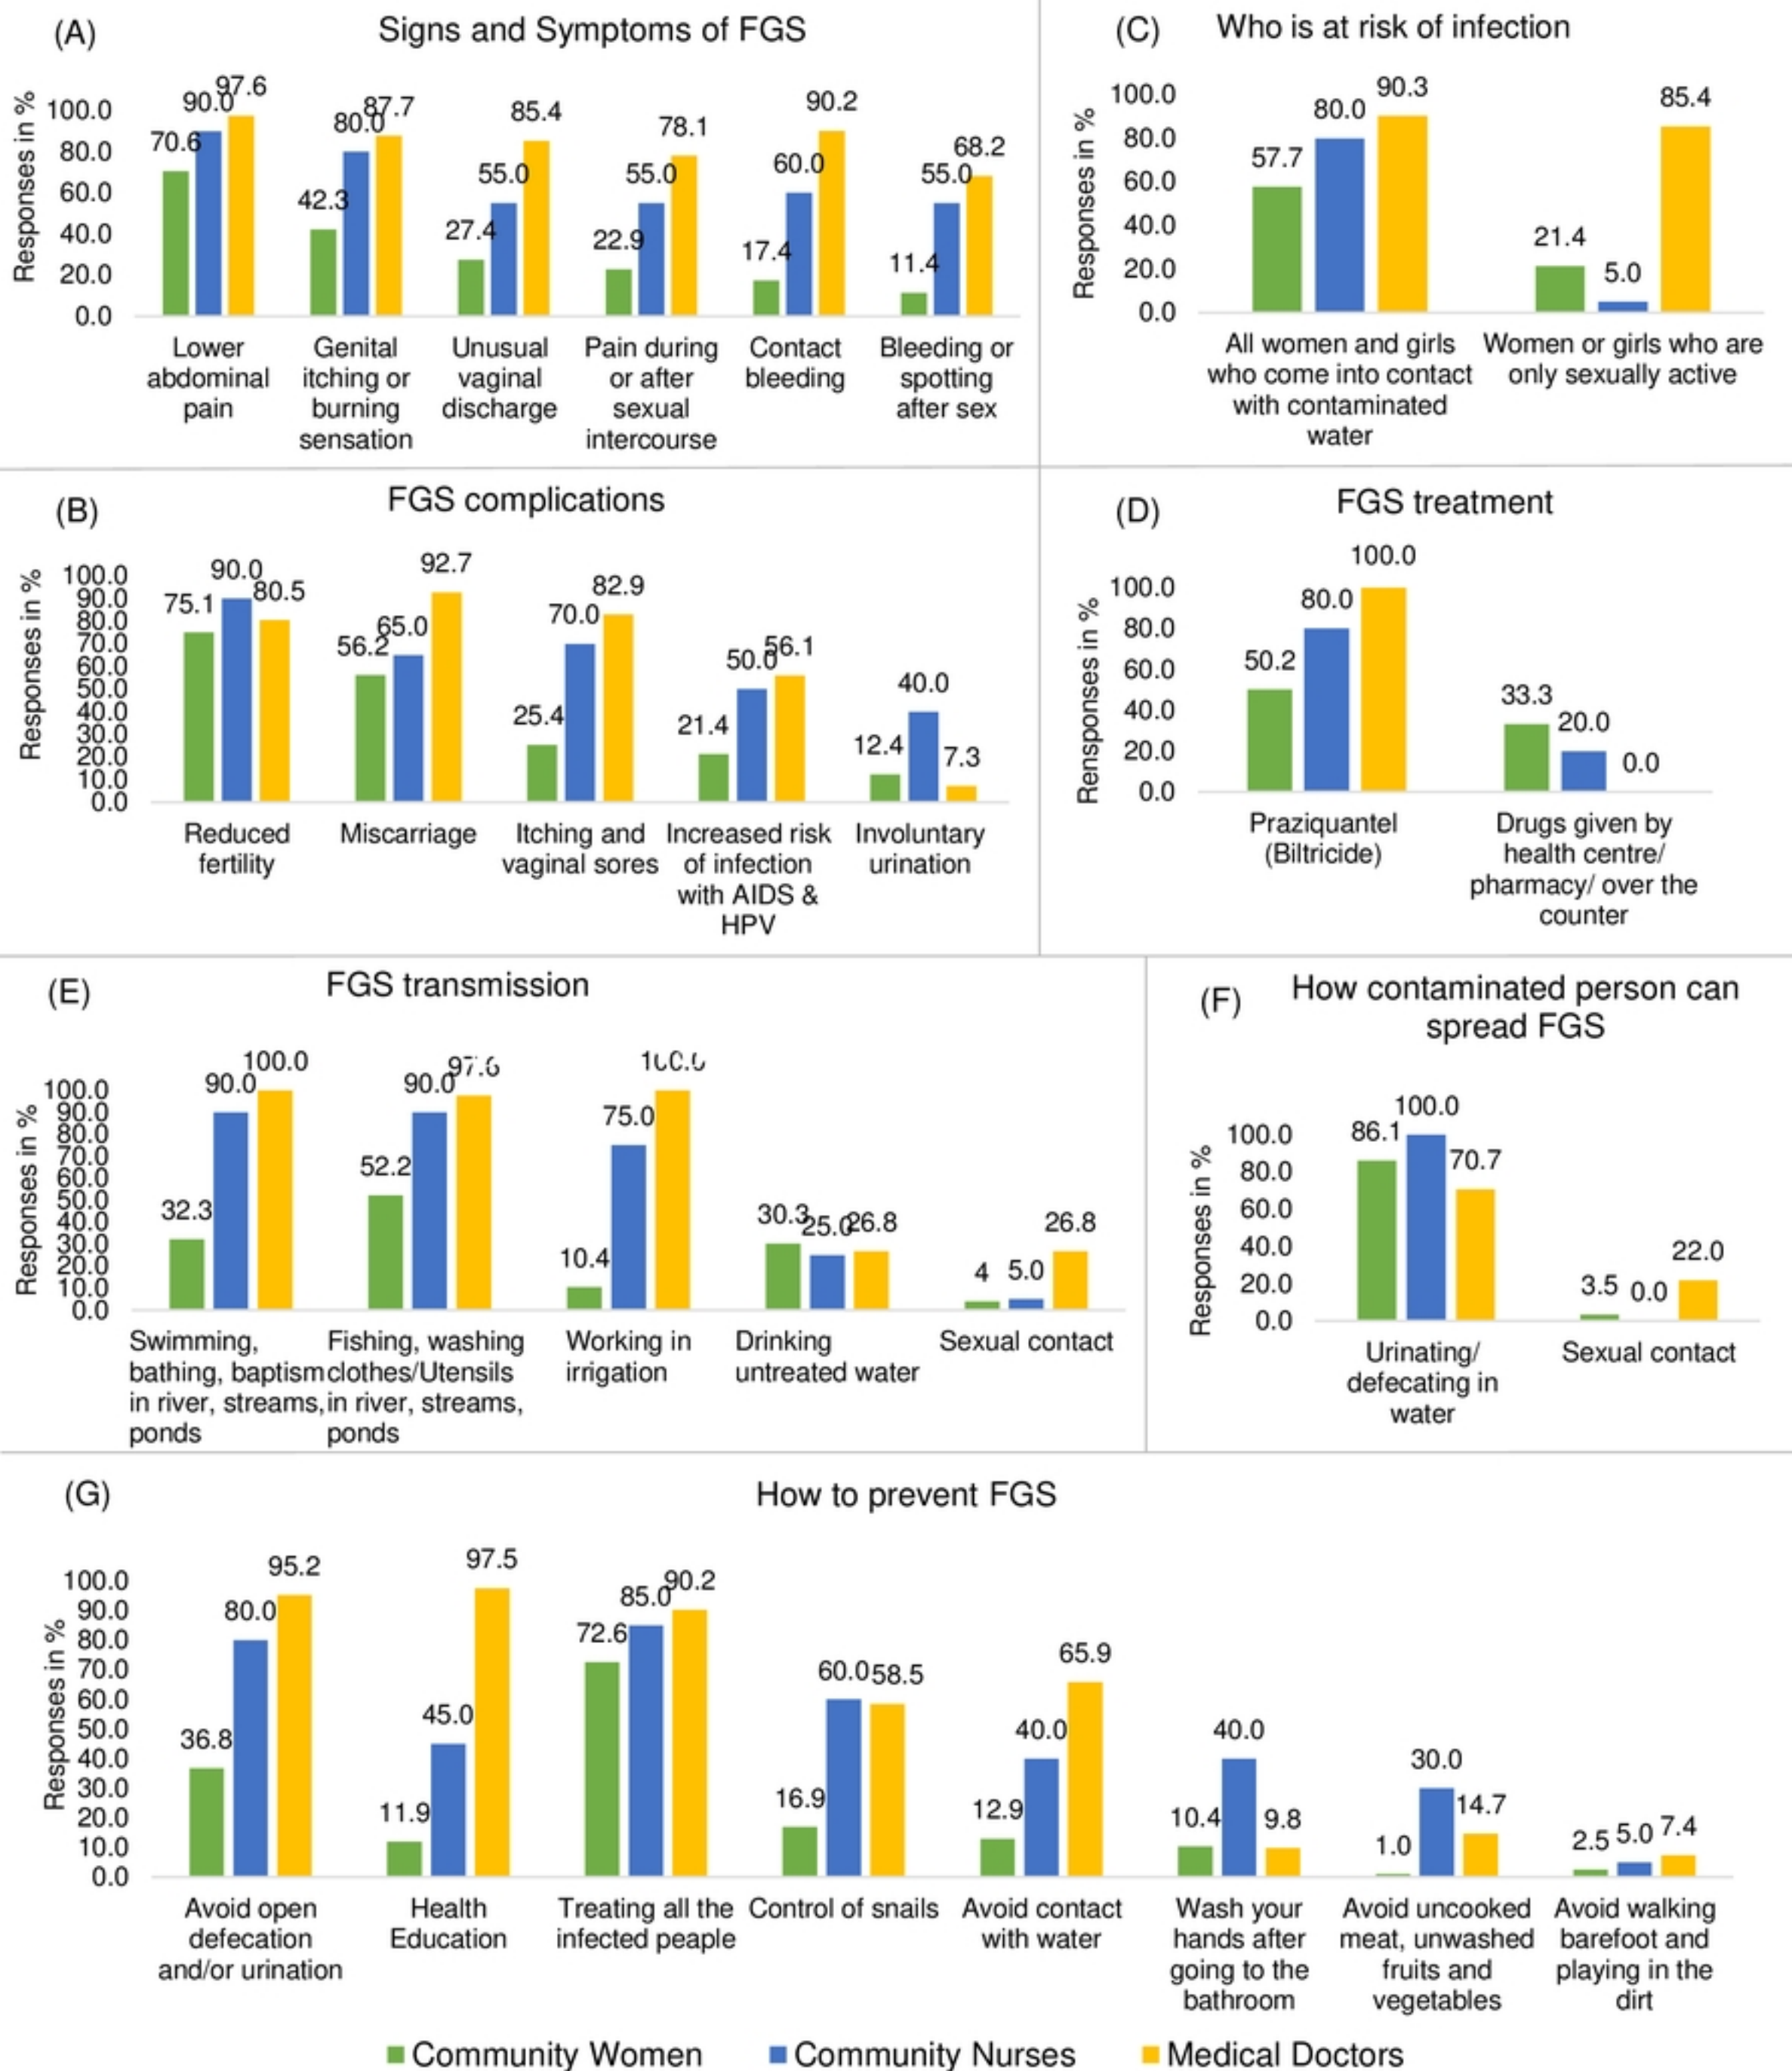 (A)
Signs and Symptoms of FGS
Responses in %
100.0
80.0
60.0
40.0
20.0
0.0
70.6
90.0
97.6
42.3
80.0
87.7
27.4
55.0
85.4
22.9
55.0
78.1
17.4
60.0
90.2
11.4
55.0
68.2
Lower
abdominal
pain
Genital
itching or
burning
sensation
Unusual
vaginal
discharge
Pain during
or after
sexual
intercourse
Contact
bleeding
Bleeding or
spotting
after sex
(C)
Who is at risk of infection
Responses in %
100.0
80.0
60.0
40.0
20.0
0.0
57.7
80.0
90.3
21.4
5.0
85.4
All women and girls
who come into contact
with contaminated
water
Women or girls who are
only sexually active
(B)
FGS complications
Responses in %
100.0
90.0
80.0
70.0
60.0
50.0
40.0
30.0
20.0
10.0
0.0
75.1
90.0
80.5
56.2
65.0
92.7
25.4
70.0
82.9
21.4
50.0
56.1
12.4
40.0
7.3
Reduced
fertility
Miscarriage
Itching and
vaginal sores
Increased risk
of infection
with AIDS &
HPV
Involuntary
urination
(D)
FGS treatment
Rensponses in %
100.0
80.0
60.0
40.0
20.0
0.0
50.2
80.0
100.0
33.3
20.0
0.0
Praziquantel
(Biltricide)
Drugs given by
health centre/
pharmacy/ over the
counter
(E)
FGS transmission
Responses in %
100.0
90.0
80.0
70.0
60.0
50.0
40.0
30.0
20.0
10.0
0.0
32.3
90.0
100.0
52.2
90.0
97.6
10.4
75.0
100.0
30.3
25.0
26.8
4
5.0
26.8
Swimming,
bathing, baptism
in river, streams,
ponds
Fishing, washing
clothes/Utensils
in river, streams,
ponds
Working in
irrigation
Drinking
untreated water
Sexual contact
(F)
How contaminated person can
spread FGS
Responses in %
100.0
80.0
60.0
40.0
20.0
0.0
86.1
100.0
70.7
3.5
0.0
22.0
Urinating/
defecating in
water
Sexual contact
(G)
How to prevent FGS
Responses in %
100.0
90.0
80.0
70.0
60.0
50.0
40.0
30.0
20.0
10.0
0.0
36.8
80.0
95.2
11.9
45.0
97.5
72.6
85.0
90.2
16.9
60.0
58.5
12.9
40.0
65.9
10.4
40.0
9.8
1.0
30.0
14.7
2.5
5.0
7.4
Avoid open
defecation
and/or urination
Health
Education
Treating all the
infected peaple
Control of snails
Avoid contact
with water
Wash your
hands after
going to the
bathroom
Avoid uncooked
meat, unwashed
fruits and
vegetables
Avoid walking
barefoot and
playing in the
dirt
Community Women
Community Nurses
Medical Doctors